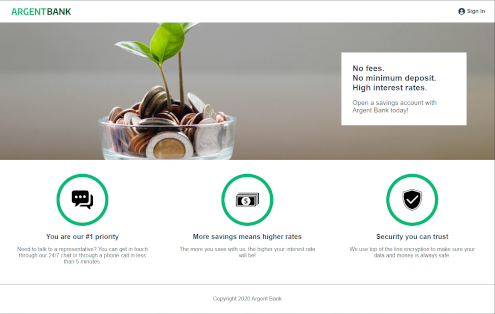 ARGENTBANK
Sign In
No fees.
No minimum deposit.
High interest rates.
Open a savings account with
Argent Bank today!
You are our #1 priority
Need to talk to a representative? You can get in touch
through our 24/7 chat or through a phone call in less
than 5 minutes.
More savings means higher rates
The more you save with us, the higher your interest rate
will be!
Security you can trust
We use top of the line encryption to make sure your
data and money is always safe.
Copyright 2020 Argent Bank